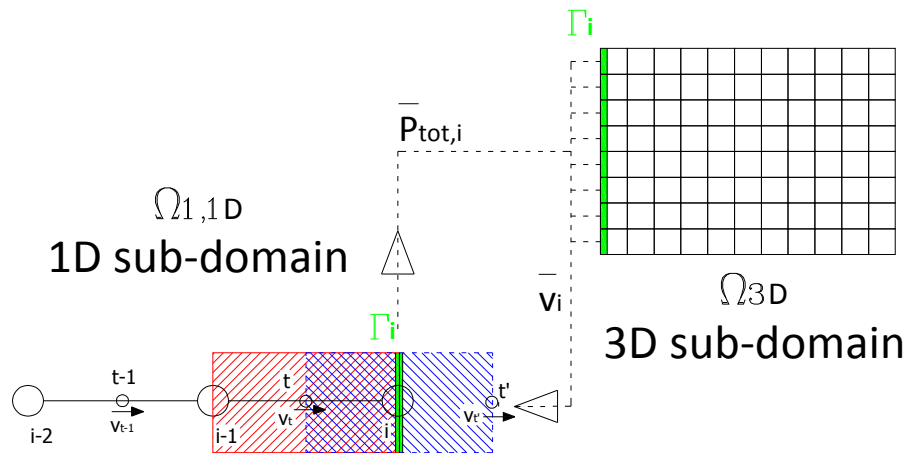 Γi
P̅tot,i
Ω1,1D
1D sub-domain
v̅i
Ω3D
3D sub-domain
Γi
t-1
t
t'
vt-1
vt
vt'
i-2
i-1
i